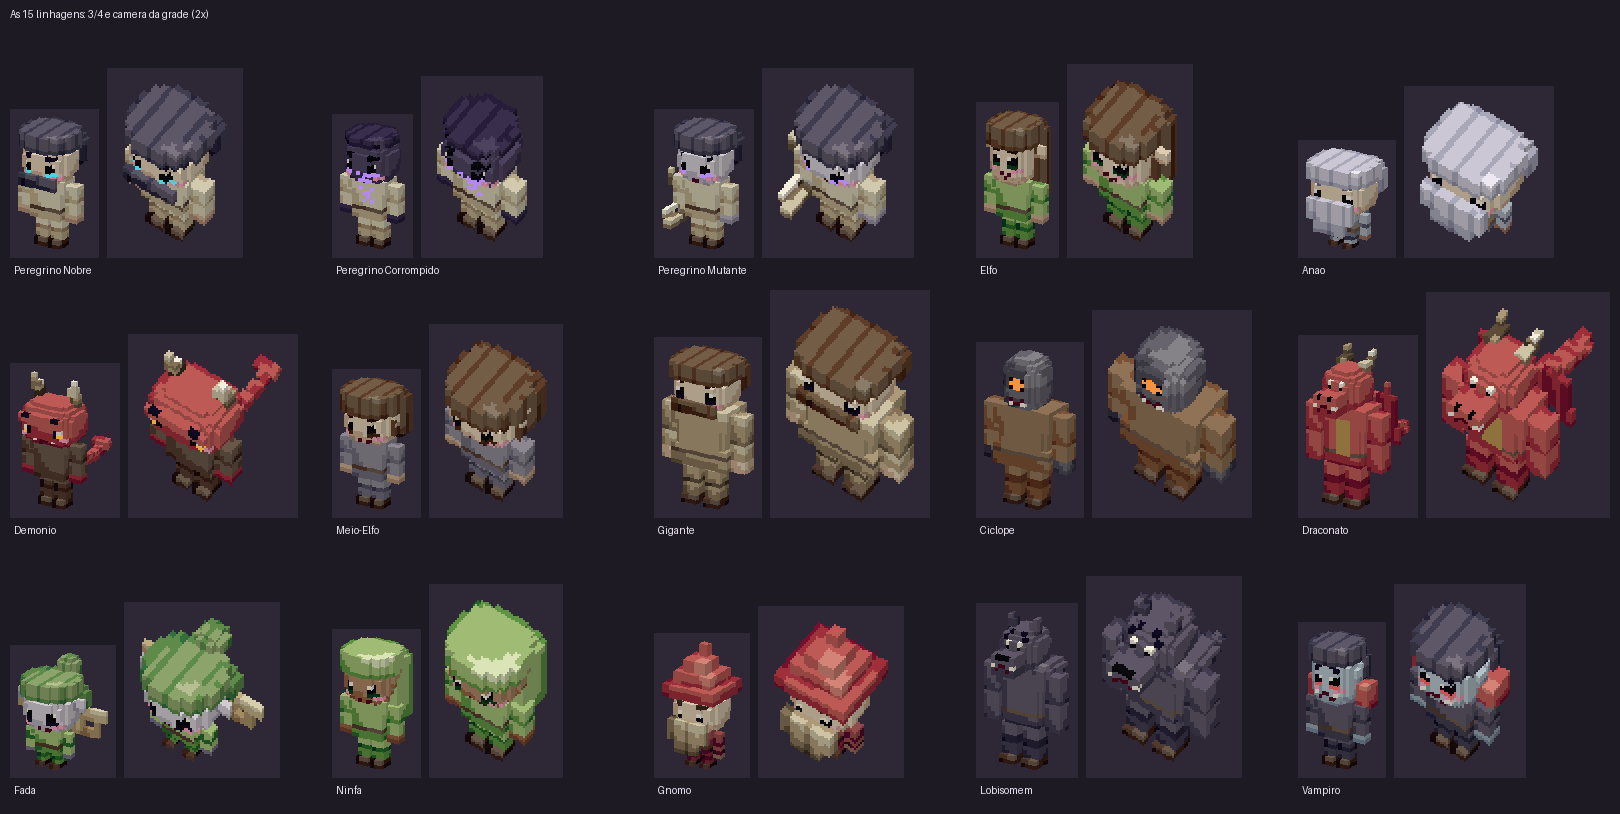 As 15 linhagens: 3/4 e camera da grade (2x)
Peregrino Nobre
Peregrino Corrompido
Peregrino Mutante
Elfo
Anao
Demonio
Meio-Elfo
Gigante
Ciclope
Draconato
Fada
Ninfa
Gnomo
Lobisomem
Vampiro